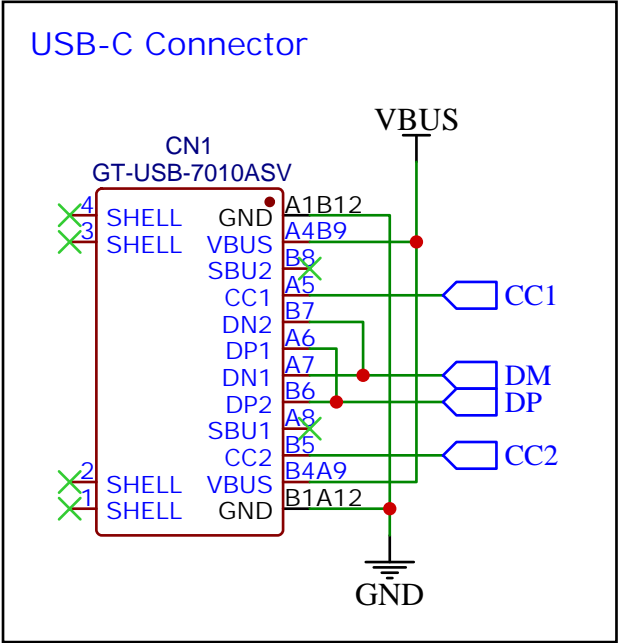 USB-C Connector
VBUS
CN1
GT-USB-7010ASV
4 SHELL GND A1B12
3 SHELL VBUS A4B9
SBU2 B8
CC1 A5 CC1
DN2 B7
DP1 A6
DN1 A7 DM
DP2 B6 DP
SBU1 A8
CC2 B5 CC2
2 SHELL VBUS B4A9
1 SHELL GND B1A12
GND